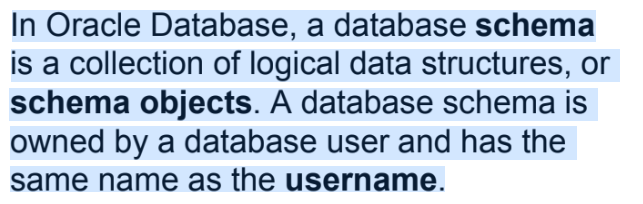 In Oracle Database, a database schema
is a collection of logical data structures, or
schema objects. A database schema is
owned by a database user and has the
same name as the username.